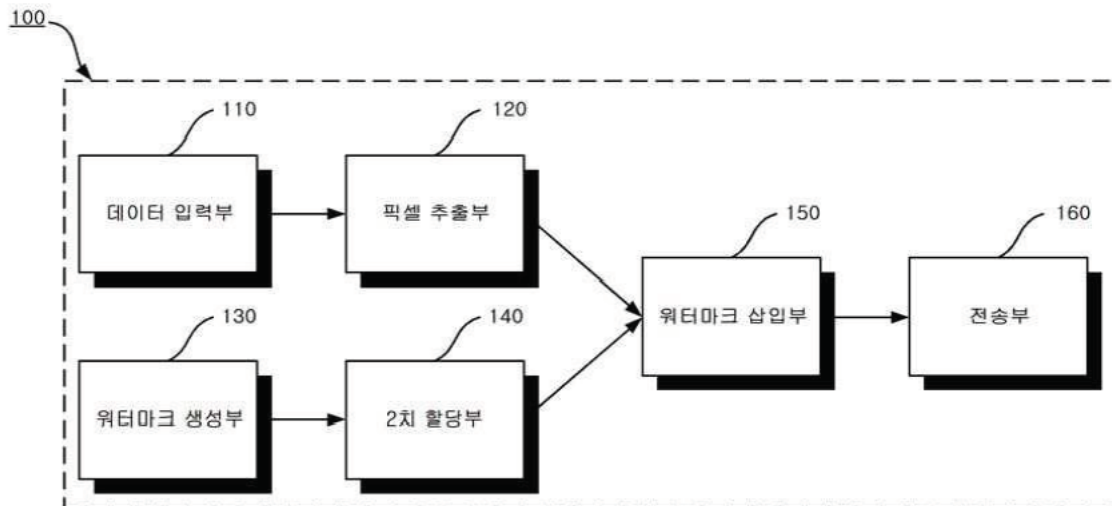 100
110
120
데이터 입력부
픽셀 추출부
150
160
워터마크 삽입부
전송부
130
140
워터마크 생성부
2치 할당부